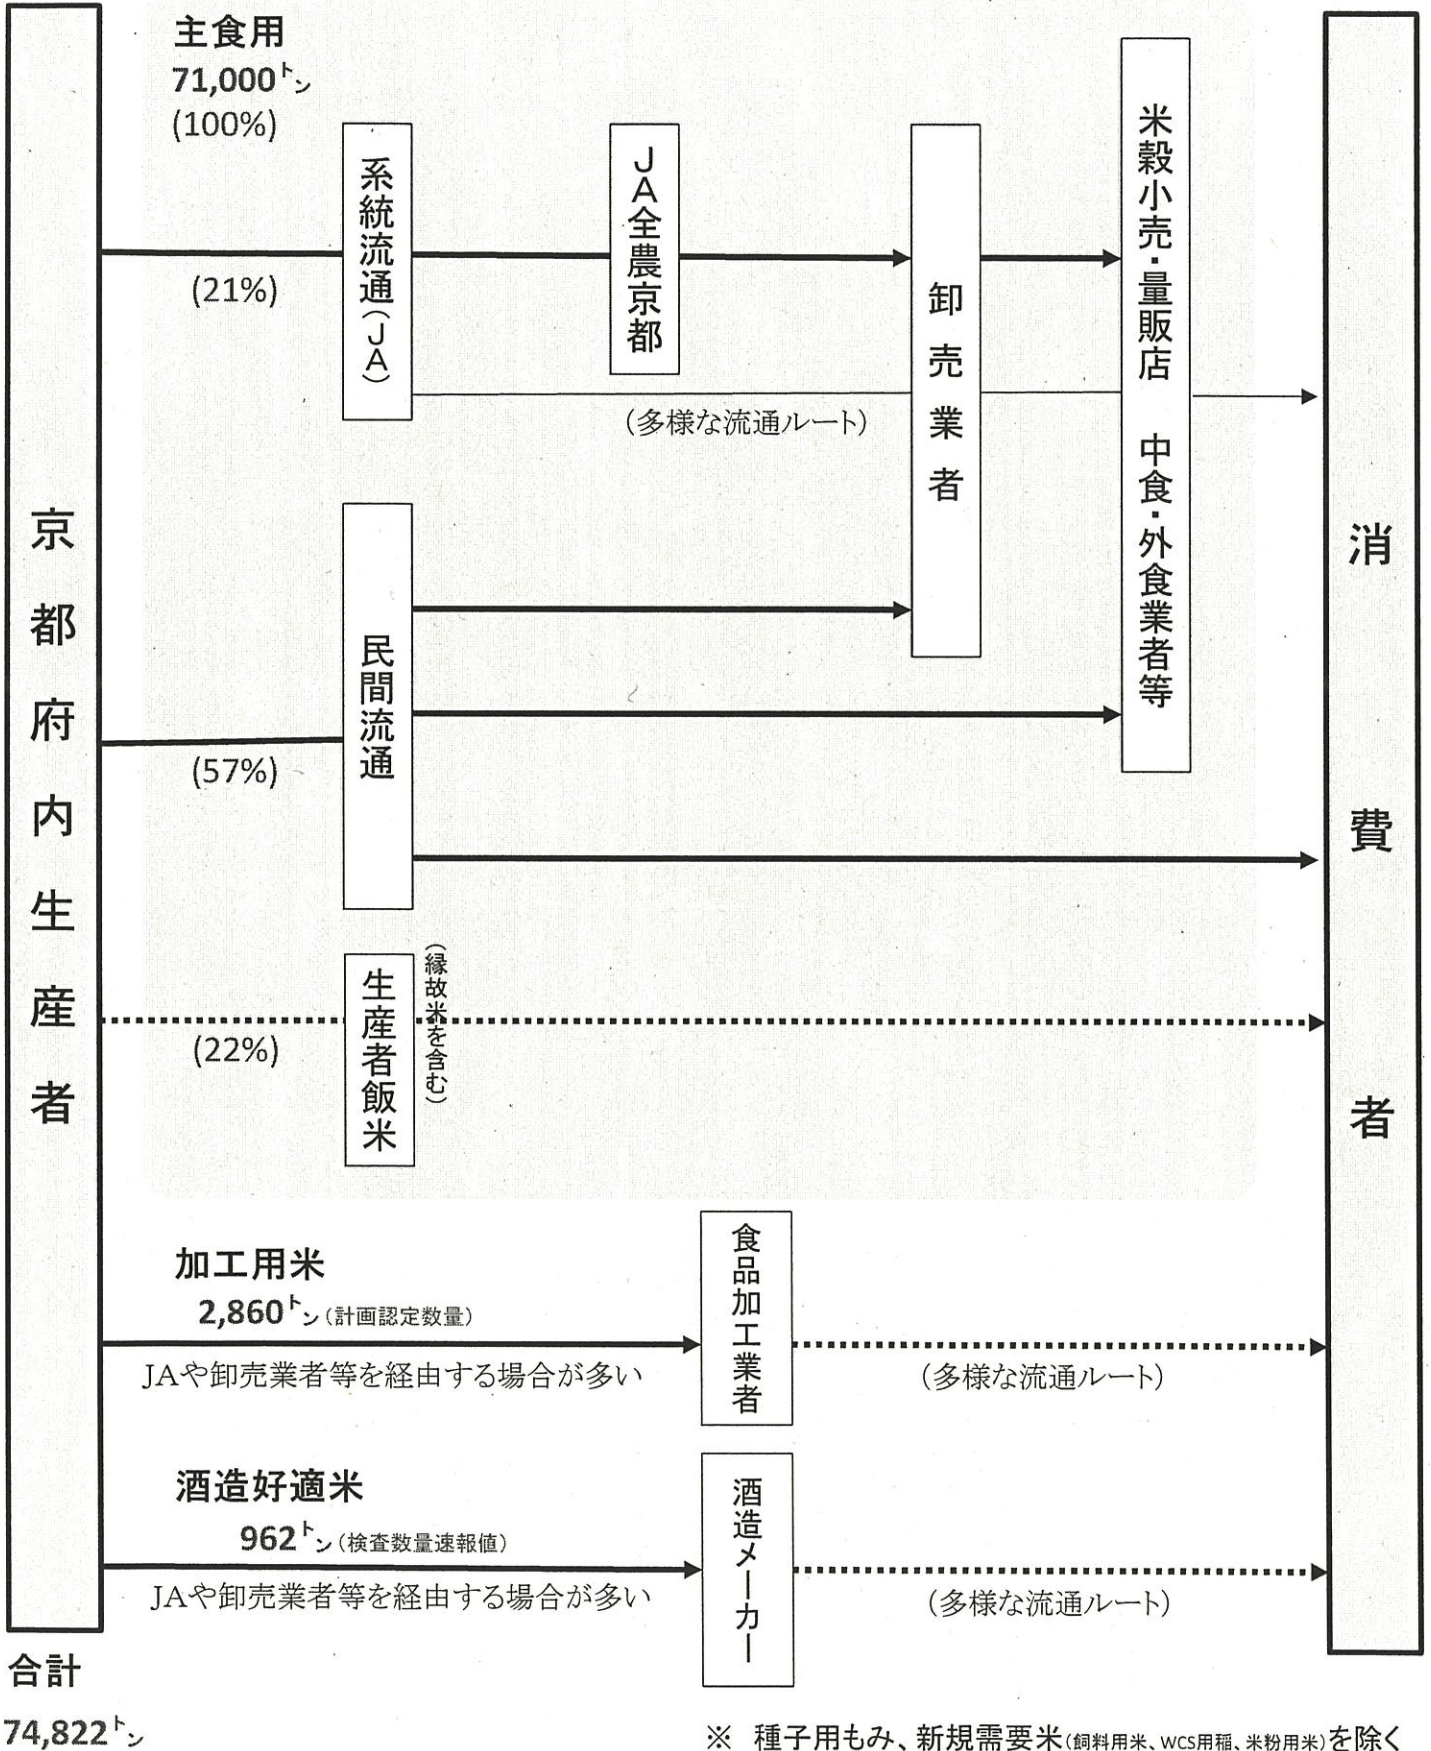 主食用
71,000トン
(100%)
京都府内生産者
(21%)
系統流通(JA)
JA全農京都
卸売業者
米穀小売・量販店　中食・外食業者等
消費者
(多様な流通ルート)
(57%)
民間流通
(22%)
生産者飯米
(縁故米を含む)
加工用米
2,860トン(計画認定数量)
JAや卸売業者等を経由する場合が多い
食品加工業者
(多様な流通ルート)
酒造好適米
962トン(検査数量速報値)
JAや卸売業者等を経由する場合が多い
酒造メーカー
(多様な流通ルート)
合計
74,822トン
※　種子用もみ、新規需要米(飼料用米、WCS用稲、米粉用米)を除く